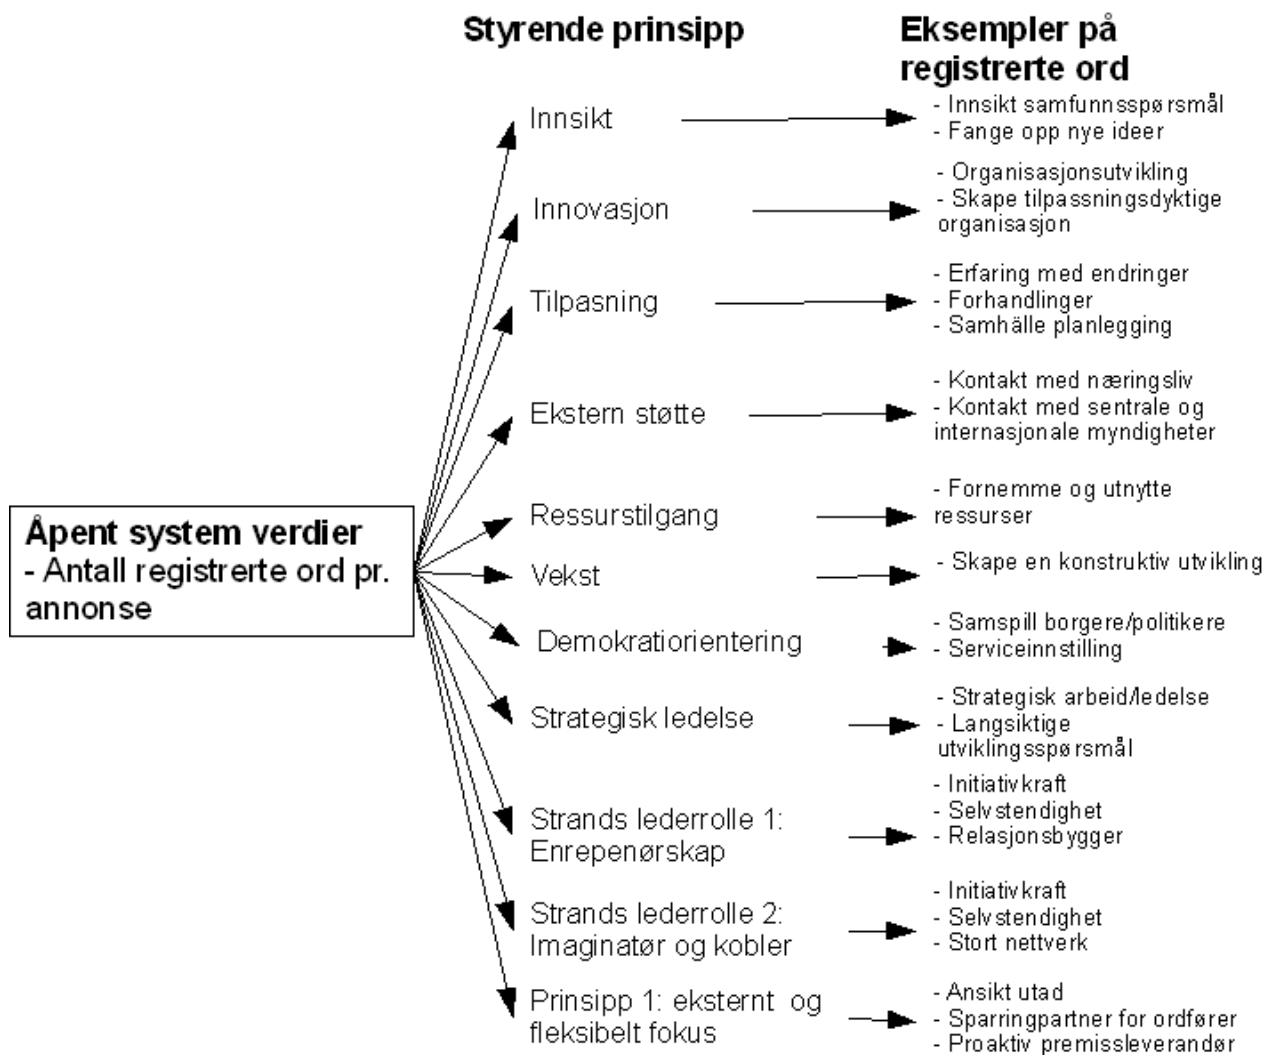 Styrende prinsipp
Eksempler på
registrerte ord
Innsikt
- Innsikt samfunnsspørsmål
- Fange opp nye ideer
Innovasjon
- Organisasjonsutvikling
- Skape tilpassningsdyktige
organisasjon
Tilpasning
- Erfaring med endringer
- Forhandlinger
- Samhälle planlegging
Ekstern støtte
- Kontakt med næringsliv
- Kontakt med sentrale og
internasjonale myndigheter
Åpent system verdier
- Antall registrerte ord pr.
annonse
Ressurstilgang
- Fornemme og utnytte
ressurser
Vekst
- Skape en konstruktiv utvikling
Demokratiorientering
- Samspill borgere/politikere
- Serviceinnstilling
Strategisk ledelse
- Strategisk arbeid/ledelse
- Langsiktige
utviklingsspørsmål
Strands lederrolle 1:
Enrepenørskap
- Initiativkraft
- Selvstendighet
- Relasjonsbygger
Strands lederrolle 2:
Imaginatør og kobler
- Initiativkraft
- Selvstendighet
- Stort nettverk
Prinsipp 1: eksternt og
fleksibelt fokus
- Ansikt utad
- Sparringpartner for ordfører
- Proaktiv premissleverandør